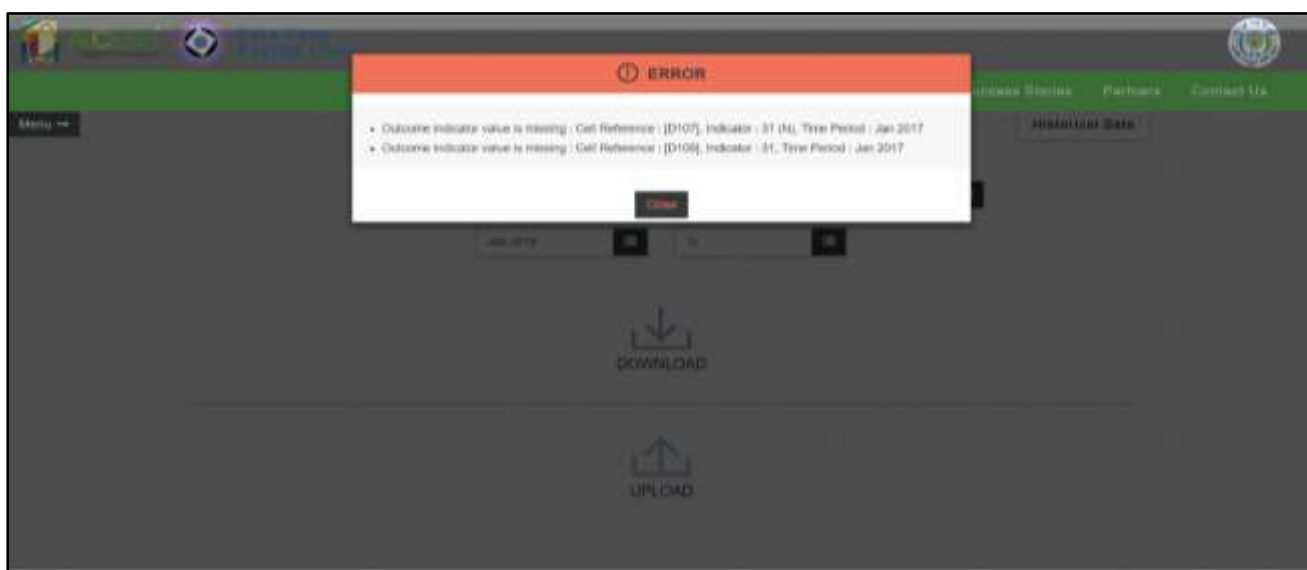 ERROR
Success Stories Partners Contact Us
Menu
Historical Data
• Outcome indicator value is missing : Cell Reference : [D107], Indicator : 31 (N), Time Period : Jan 2017
• Outcome indicator value is missing : Cell Reference : [D109], Indicator : 31, Time Period : Jan 2017
Close
DOWNLOAD
UPLOAD